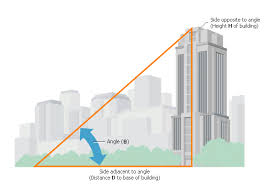 Side opposite to angle
(Height H of building)
Angle (θ)
Side adjacent to angle
(Distance D to base of building)